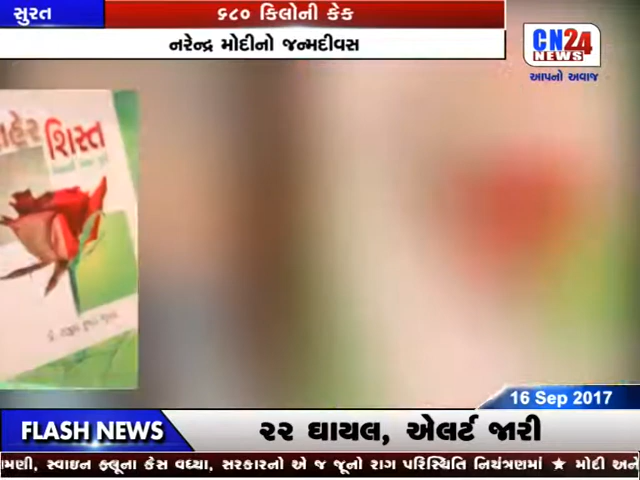 સુરત
૬૮૦ કિલોની કેક
નરેન્દ્ર મોદીનો જન્મદીવસ
CN24
NEWS
આપનો અવાજ
શિસ્ત
16 Sep 2017
FLASH NEWS
૨૨ ઘાયલ, એલર્ટ જારી
સ્વાઇન ફ્લૂના કેસ વધ્યા, સરકારનો એ જ જૂનો રાગ પરિસ્થિતિ નિયંત્રણમાં ★ મોદી અને